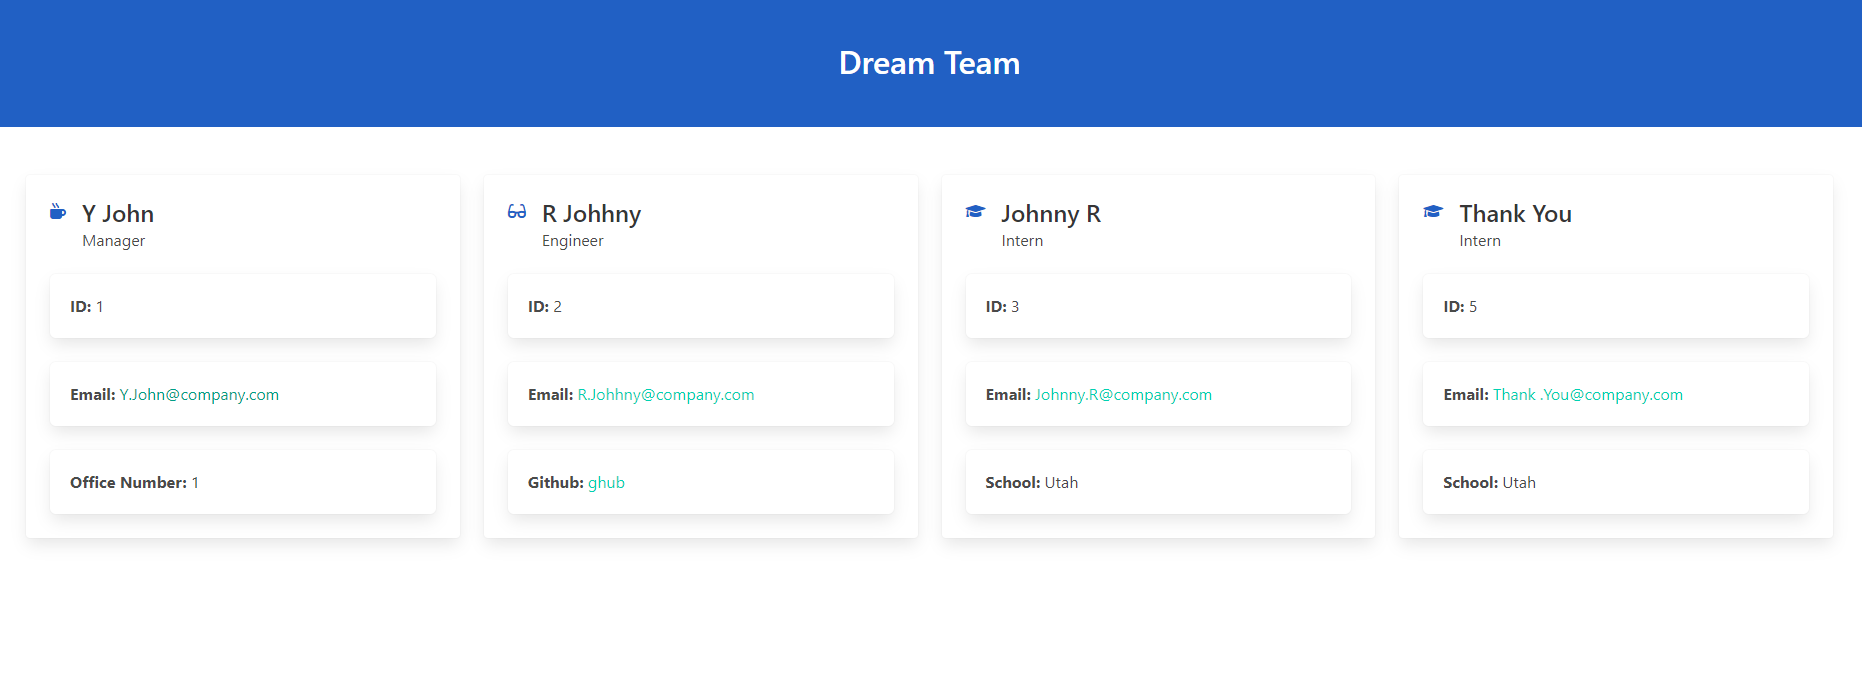 Dream Team
Y John
Manager
ID: 1
Email: Y.John@company.com
Office Number: 1
R Johhny
Engineer
ID: 2
Email: R.Johhny@company.com
Github: ghub
Johnny R
Intern
ID: 3
Email: Johnny.R@company.com
School: Utah
Thank You
Intern
ID: 5
Email: Thank .You@company.com
School: Utah